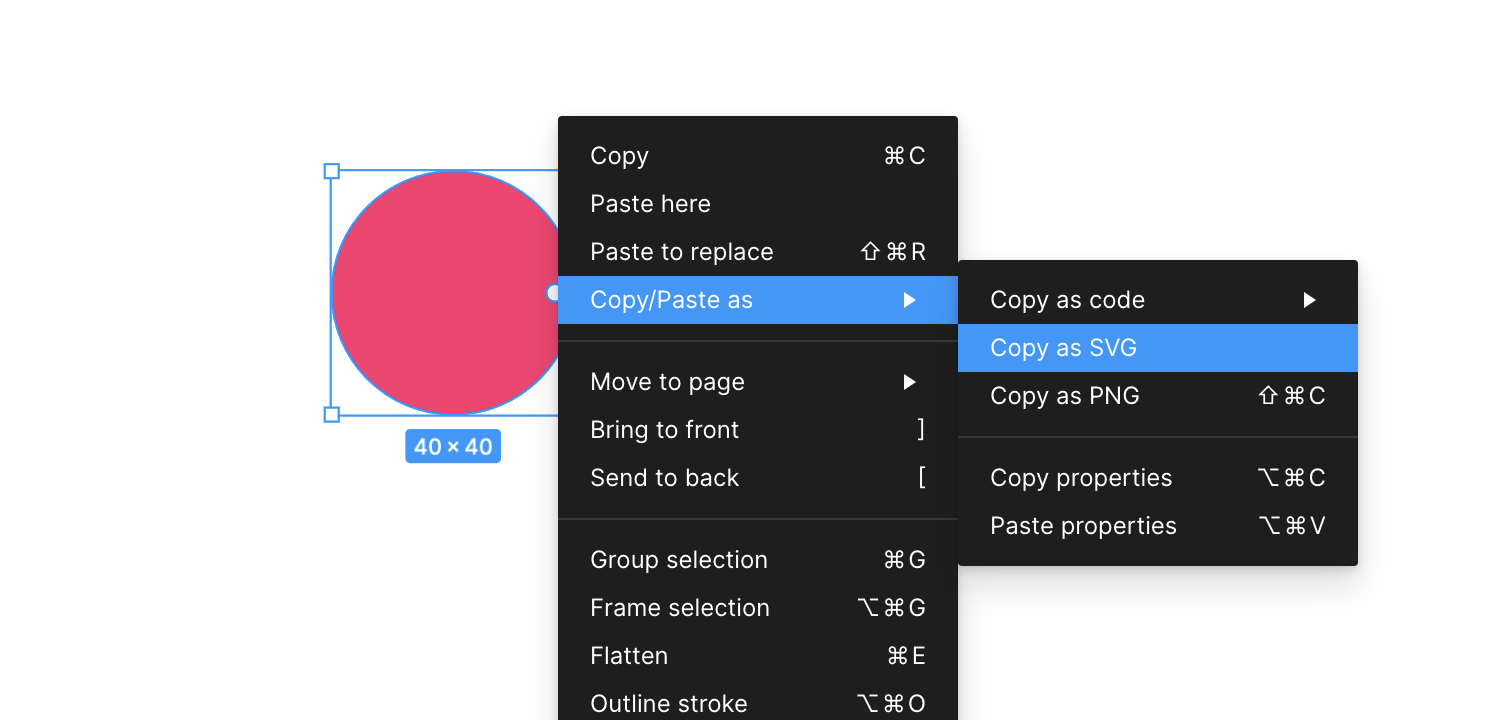 Copy ⌘C
Paste here
Paste to replace ⇧⌘R
Copy/Paste as
Move to page
Bring to front ]
Send to back [
Group selection ⌘G
Frame selection ⌥⌘G
Flatten ⌘E
Outline stroke ⌥⌘O
Copy as code
Copy as SVG
Copy as PNG ⇧⌘C
Copy properties ⌥⌘C
Paste properties ⌥⌘V
40 × 40